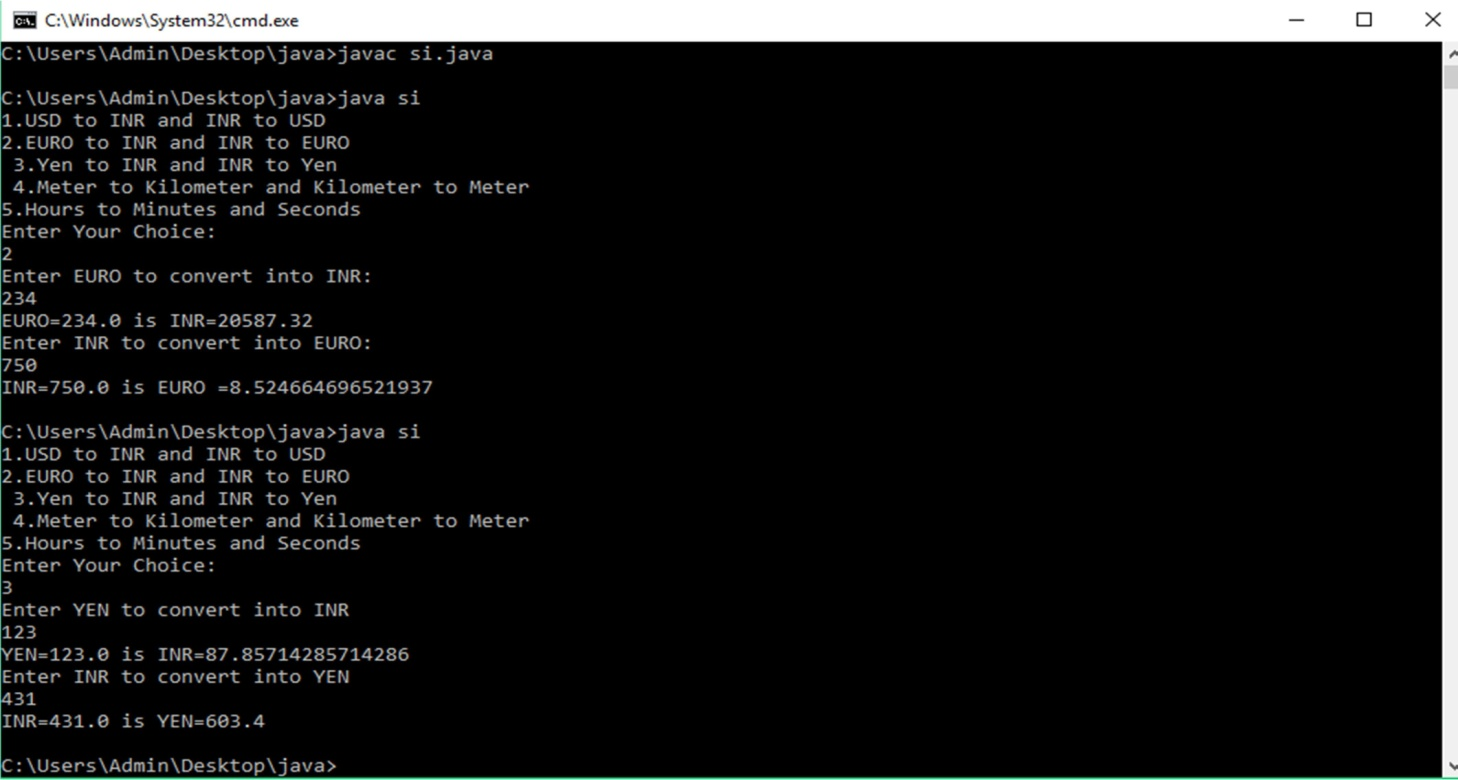 C:\Windows\System32\cmd.exe
C:\Users\Admin\Desktop\java>javac si.java
C:\Users\Admin\Desktop\java>java si
1.USD to INR and INR to USD
2.EURO to INR and INR to EURO
 3.Yen to INR and INR to Yen
 4.Meter to Kilometer and Kilometer to Meter
5.Hours to Minutes and Seconds
Enter Your Choice:
2
Enter EURO to convert into INR:
234
EURO=234.0 is INR=20587.32
Enter INR to convert into EURO:
750
INR=750.0 is EURO =8.524664696521937
C:\Users\Admin\Desktop\java>java si
1.USD to INR and INR to USD
2.EURO to INR and INR to EURO
 3.Yen to INR and INR to Yen
 4.Meter to Kilometer and Kilometer to Meter
5.Hours to Minutes and Seconds
Enter Your Choice:
3
Enter YEN to convert into INR
123
YEN=123.0 is INR=87.85714285714286
Enter INR to convert into YEN
431
INR=431.0 is YEN=603.4
C:\Users\Admin\Desktop\java>